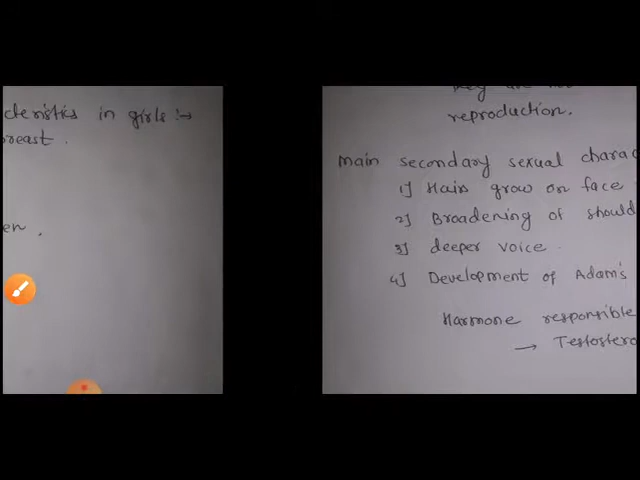 cteristics in girls :→
breast .
en .
reproduction.
main secondary sexual charac
1] Hair grow on face
2] Broadening of should
3] deeper voice
4] Development of Adam's
Harmone responsible
→ Testostero